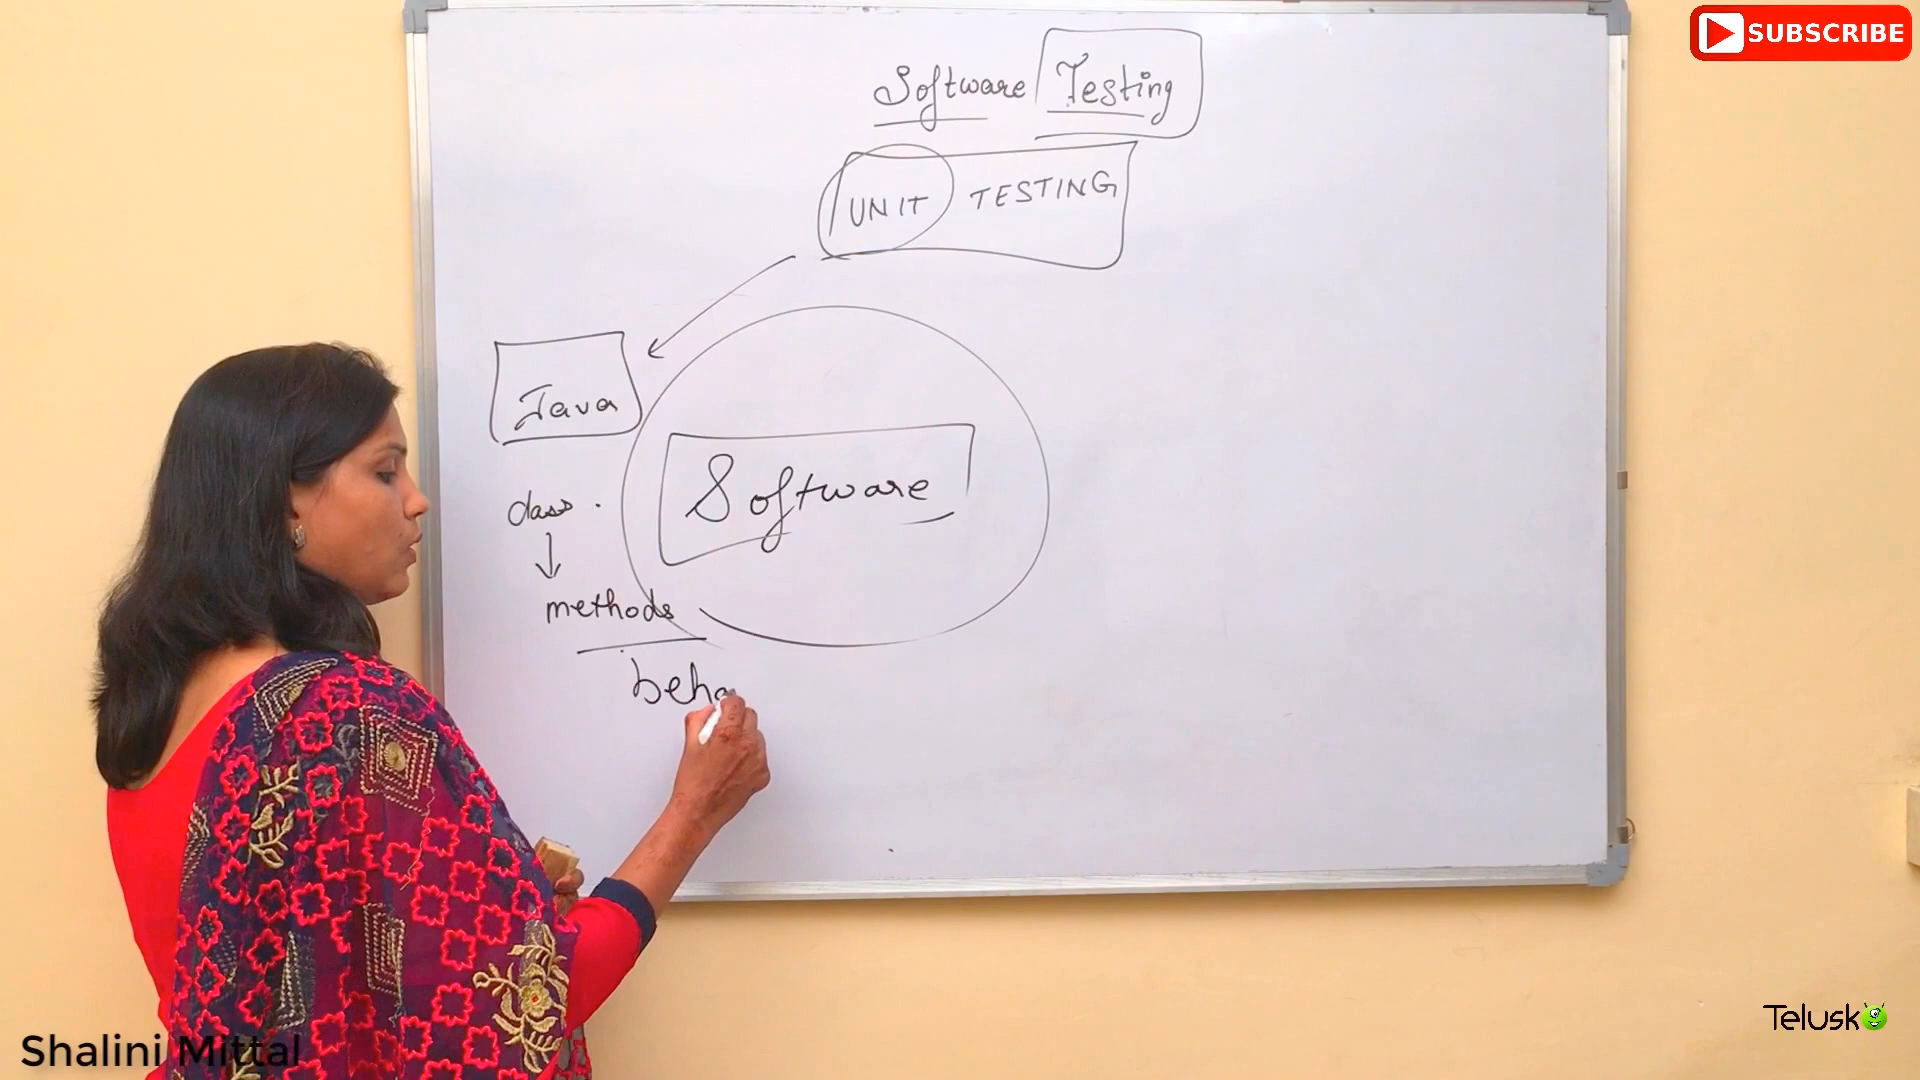 SUBSCRIBE
Software Testing
UNIT TESTING
Java
Software
class .
methods
beha
Telusko
Shalini Mittal